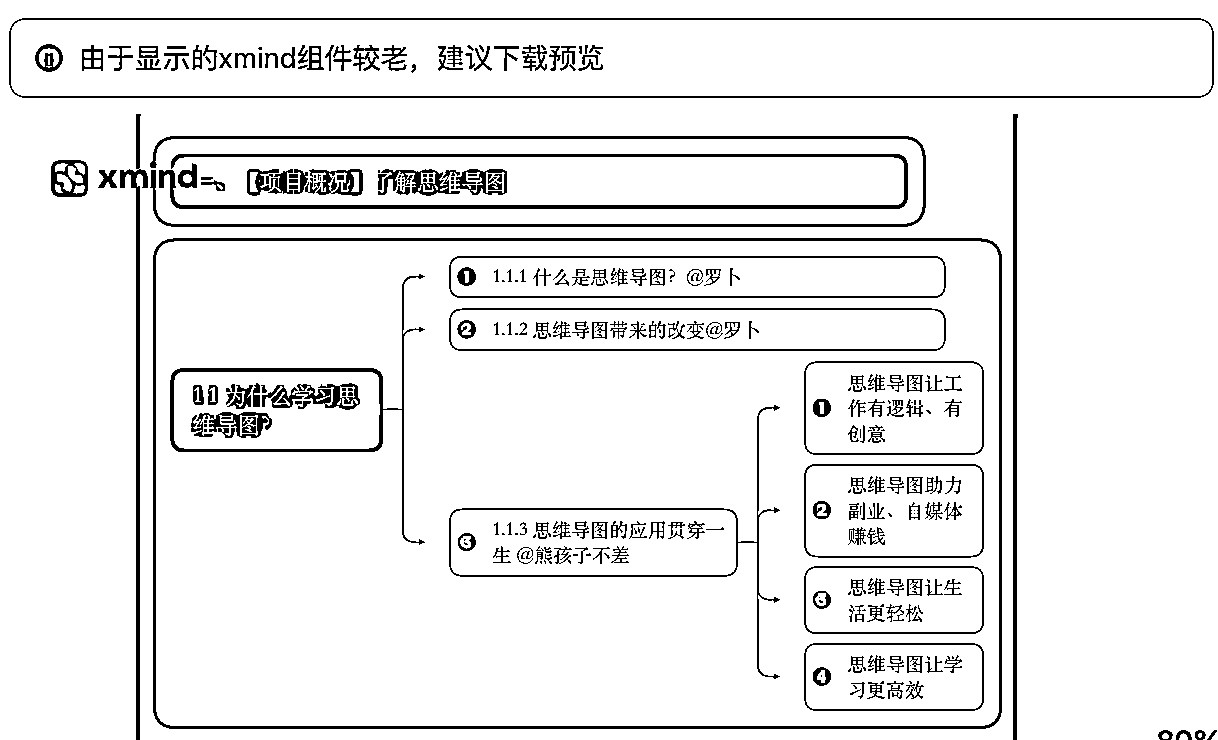 由于显示的xmind组件较老，建议下载预览
xmind
【项目概况】了解思维导图
1.1 为什么学习思
维导图?
1 1.1.1 什么是思维导图？@罗卜
2 1.1.2 思维导图带来的改变@罗卜
3 1.1.3 思维导图的应用贯穿一
生 @熊孩子不差
1 思维导图让工
作有逻辑、有
创意
2 思维导图助力
副业、自媒体
赚钱
3 思维导图让生
活更轻松
4 思维导图让学
习更高效
80%